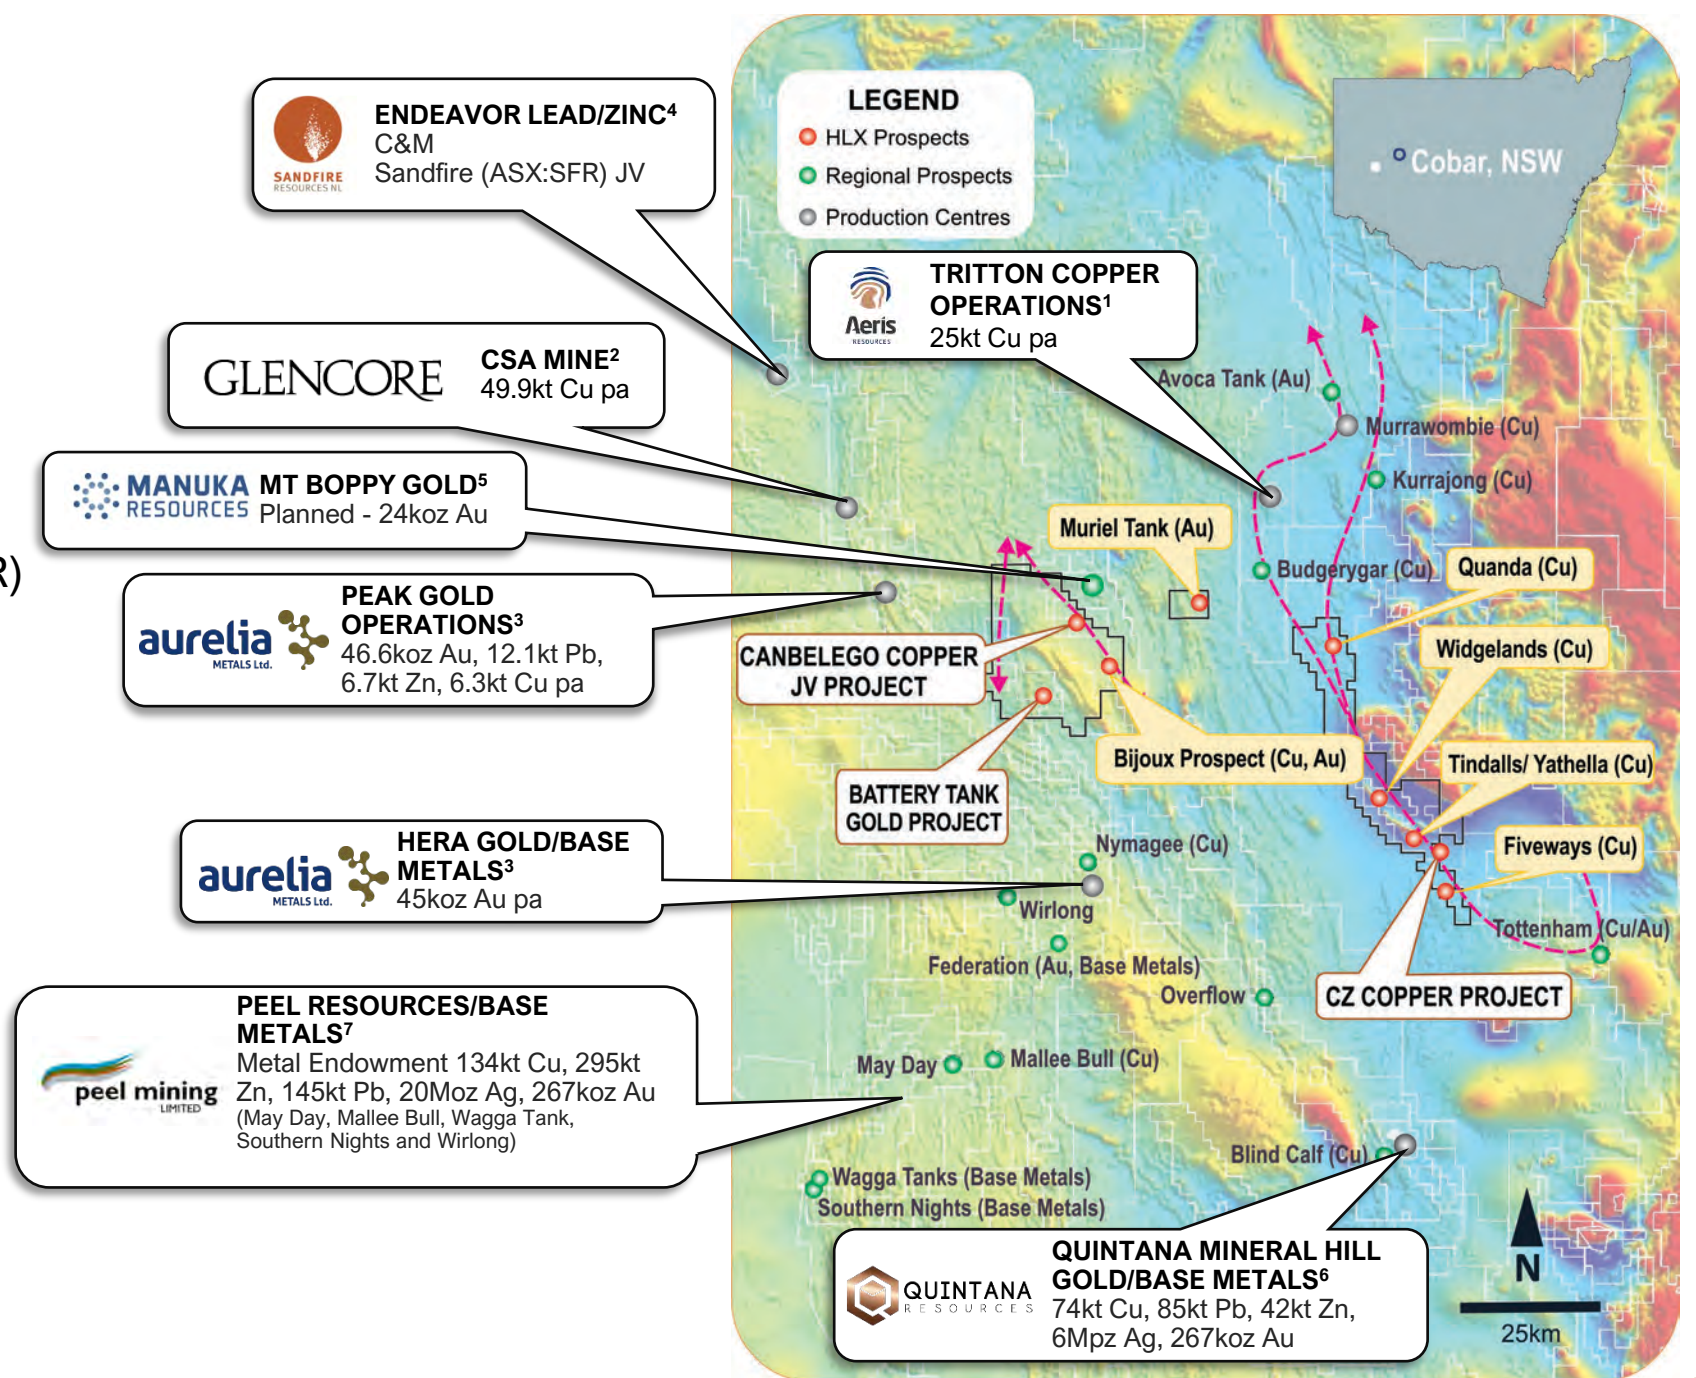 LEGEND
HLX Prospects
Regional Prospects
Production Centres
Cobar, NSW
SANDFIRE
RESOURCES NL
ENDEAVOR LEAD/ZINC4
C&M
Sandfire (ASX:SFR) JV
Aeris
RESOURCES
TRITTON COPPER
OPERATIONS1
25kt Cu pa
GLENCORE
CSA MINE2
49.9kt Cu pa
Avoca Tank (Au)
Murrawombie (Cu)
Kurrajong (Cu)
MANUKA
RESOURCES
MT BOPPY GOLD5
Planned - 24koz Au
R)
Muriel Tank (Au)
Budgerygar (Cu)
Quanda (Cu)
aurelia
METALS Ltd.
PEAK GOLD
OPERATIONS3
46.6koz Au, 12.1kt Pb,
6.7kt Zn, 6.3kt Cu pa
CANBELEGO COPPER
JV PROJECT
Widgelands (Cu)
Bijoux Prospect (Cu, Au)
Tindalls/ Yathella (Cu)
BATTERY TANK
GOLD PROJECT
aurelia
METALS Ltd.
HERA GOLD/BASE
METALS3
45koz Au pa
Nymagee (Cu)
Fiveways (Cu)
Wirlong
Tottenham (Cu/Au)
Federation (Au, Base Metals)
Overflow
CZ COPPER PROJECT
peel mining
LIMITED
PEEL RESOURCES/BASE
METALS7
Metal Endowment 134kt Cu, 295kt
Zn, 145kt Pb, 20Moz Ag, 267koz Au
(May Day, Mallee Bull, Wagga Tank,
Southern Nights and Wirlong)
May Day
Mallee Bull (Cu)
Blind Calf (Cu)
Wagga Tanks (Base Metals)
Southern Nights (Base Metals)
QUINTANA
RESOURCES
QUINTANA MINERAL HILL
GOLD/BASE METALS6
74kt Cu, 85kt Pb, 42kt Zn,
6Mpz Ag, 267koz Au
N
25km